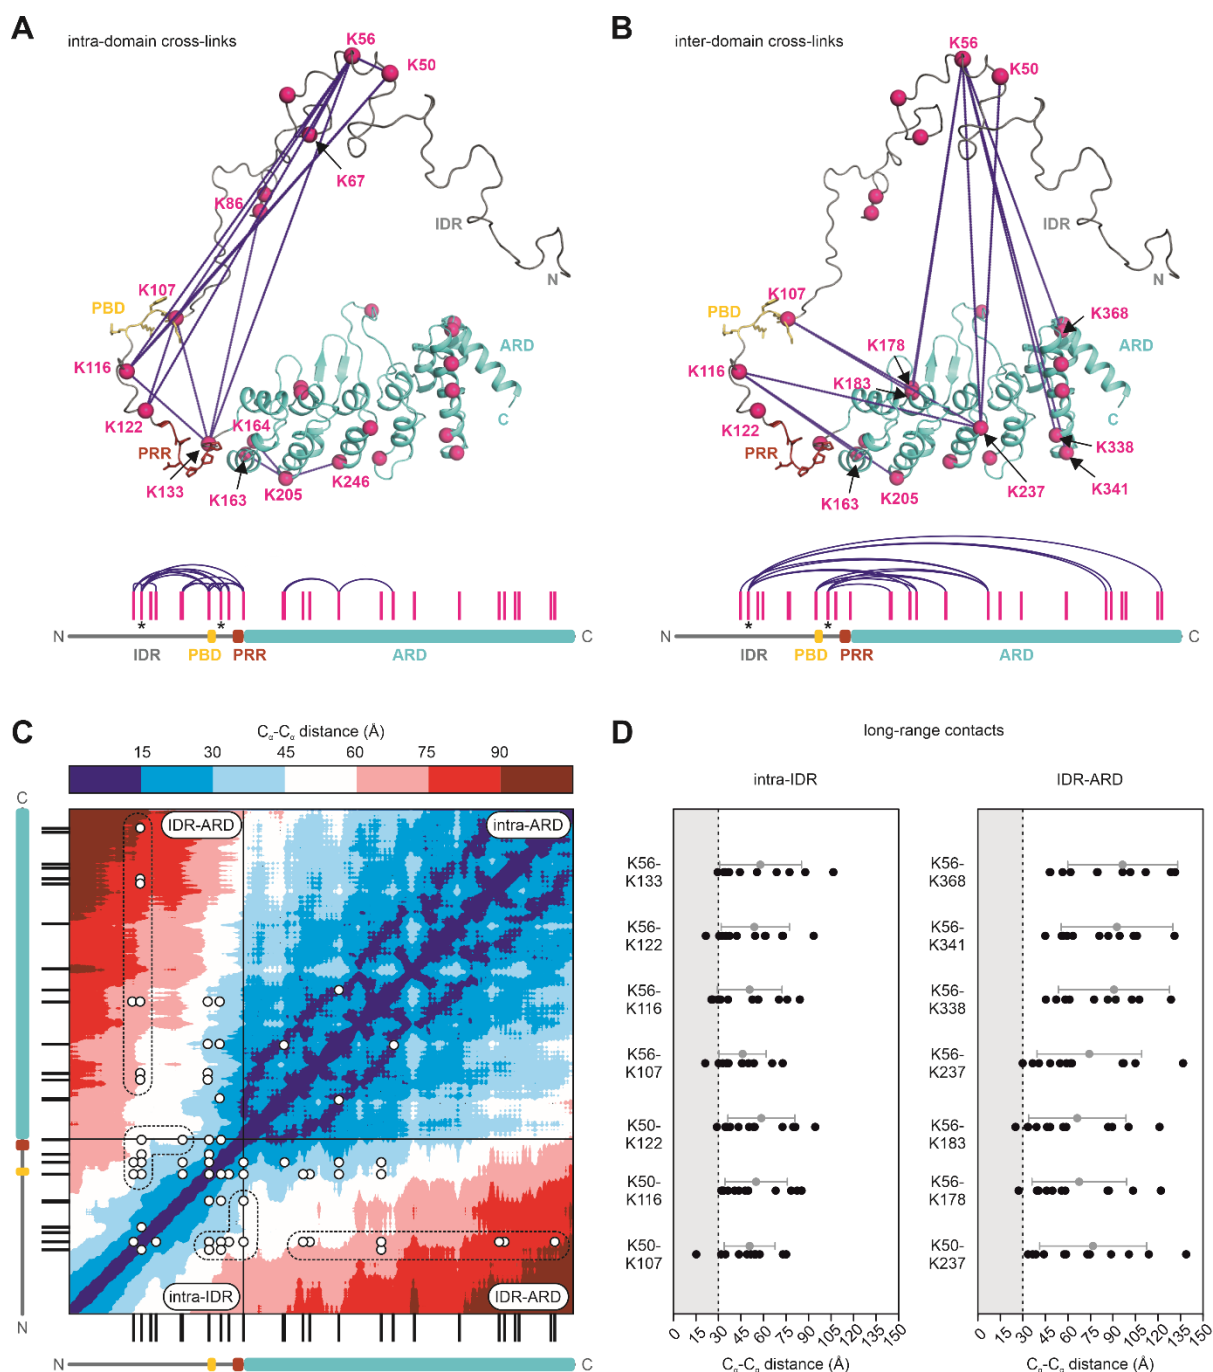 A
intra-domain cross-links
K56
K50
K67
K86
IDR
N
K107
PBD
ARD
K116
C
K122
K164
PRR
K133
K163
K205
K246
* *
N C
IDR PBD PRR ARD
B
inter-domain cross-links
K56
K50
IDR
N
K107
PBD
K368
ARD
K178
K116
K183
C
K122
K338
PRR
K341
K237
K163
K205
* *
N C
IDR PBD PRR ARD
C
Cα-Cα distance (Å)
15 30 45 60 75 90
C
IDR-ARD
intra-ARD
intra-IDR
IDR-ARD
N
N C
D
long-range contacts
intra-IDR
K56-
K133
K56-
K122
K56-
K116
K56-
K107
K50-
K122
K50-
K116
K50-
K107
0 15 30 45 60 75 90 105 120 135 150
Cα-Cα distance (Å)
IDR-ARD
K56-
K368
K56-
K341
K56-
K338
K56-
K237
K56-
K183
K56-
K178
K50-
K237
0 15 30 45 60 75 90 105 120 135 150
Cα-Cα distance (Å)